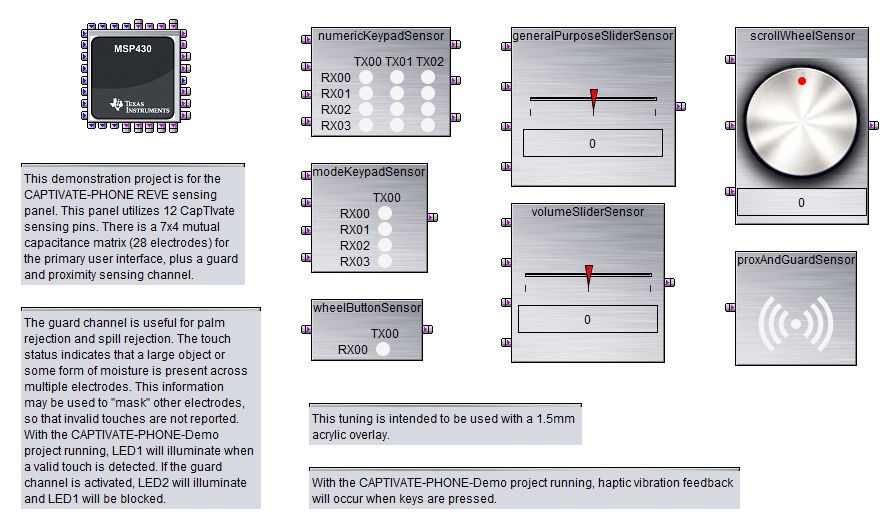 MSP430
TEXAS
INSTRUMENTS
This demonstration project is for the
CAPTIVATE-PHONE REVE sensing
panel. This panel utilizes 12 CapTIvate
sensing pins. There is a 7x4 mutual
capacitance matrix (28 electrodes) for
the primary user interface, plus a guard
and proximity sensing channel.
The guard channel is useful for palm
rejection and spill rejection. The touch
status indicates that a large object or
some form of moisture is present across
multiple electrodes. This information
may be used to "mask" other electrodes,
so that invalid touches are not reported.
With the CAPTIVATE-PHONE-Demo
project running, LED1 will illuminate when
a valid touch is detected. If the guard
channel is activated, LED2 will illuminate
and LED1 will be blocked.
numericKeypadSensor
TX00 TX01 TX02
RX00
RX01
RX02
RX03
modeKeypadSensor
TX00
RX00
RX01
RX02
RX03
wheelButtonSensor
TX00
RX00
generalPurposeSliderSensor
0
volumeSliderSensor
0
scrollWheelSensor
0
proxAndGuardSensor
This tuning is intended to be used with a 1.5mm
acrylic overlay.
With the CAPTIVATE-PHONE-Demo project running, haptic vibration feedback
will occur when keys are pressed.